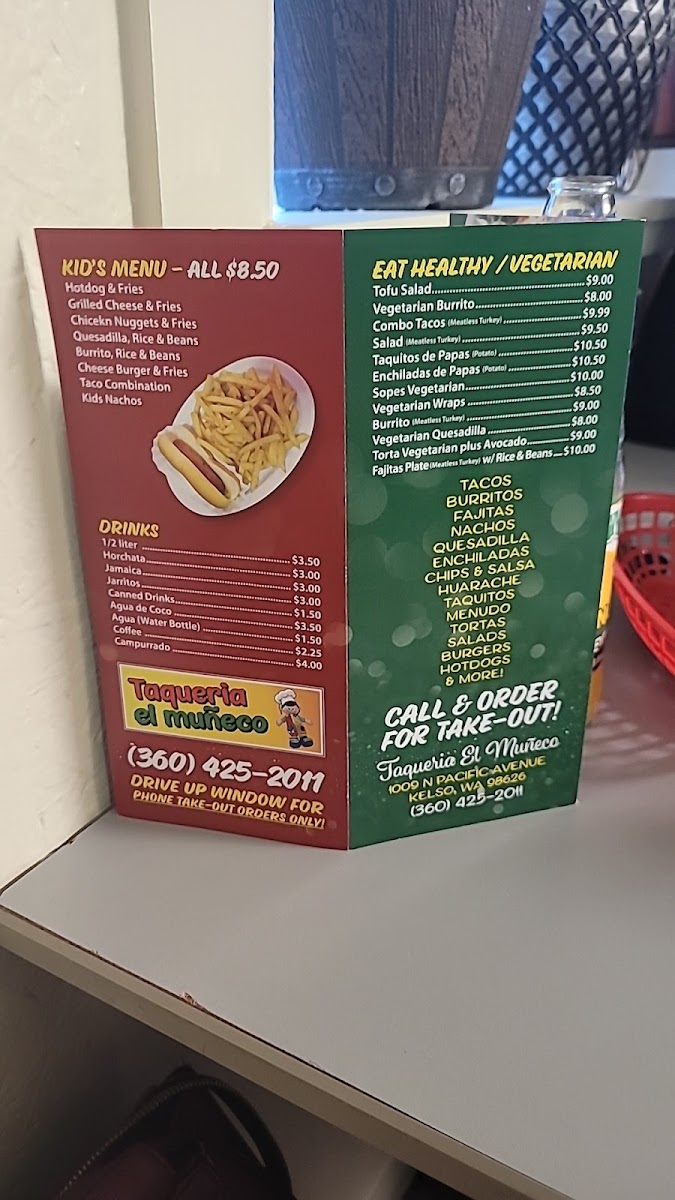 KID'S MENU – ALL $8.50
Hotdog & Fries
Grilled Cheese & Fries
Chicekn Nuggets & Fries
Quesadilla, Rice & Beans
Burrito, Rice & Beans
Cheese Burger & Fries
Taco Combination
Kids Nachos
DRINKS
1/2 liter $3.50
Horchata $3.00
Jamaica $3.00
Jarritos $3.00
Canned Drinks $1.50
Agua de Coco $3.50
Agua (Water Bottle) $1.50
Coffee $2.25
Campurrado $4.00
Taqueria
el muñeco
(360) 425-2011
DRIVE UP WINDOW FOR
PHONE TAKE-OUT ORDERS ONLY!
EAT HEALTHY / VEGETARIAN
Tofu Salad $9.00
Vegetarian Burrito $8.00
Combo Tacos (Meatless Turkey) $9.99
Salad (Meatless Turkey) $9.50
Taquitos de Papas (Potato) $10.50
Enchiladas de Papas (Potato) $10.50
Sopes Vegetarian $10.00
Vegetarian Wraps $8.50
Burrito (Meatless Turkey) $9.00
Vegetarian Quesadilla $8.00
Torta Vegetarian plus Avocado $9.00
Fajitas Plate (Meatless Turkey) w/ Rice & Beans $10.00
TACOS
BURRITOS
FAJITAS
NACHOS
QUESADILLA
ENCHILADAS
CHIPS & SALSA
HUARACHE
TAQUITOS
MENUDO
TORTAS
SALADS
BURGERS
HOTDOGS
& MORE!
CALL & ORDER
FOR TAKE-OUT!
Taqueria El Muñeco
1009 N PACIFIC AVENUE
KELSO, WA 98626
(360) 425-2011